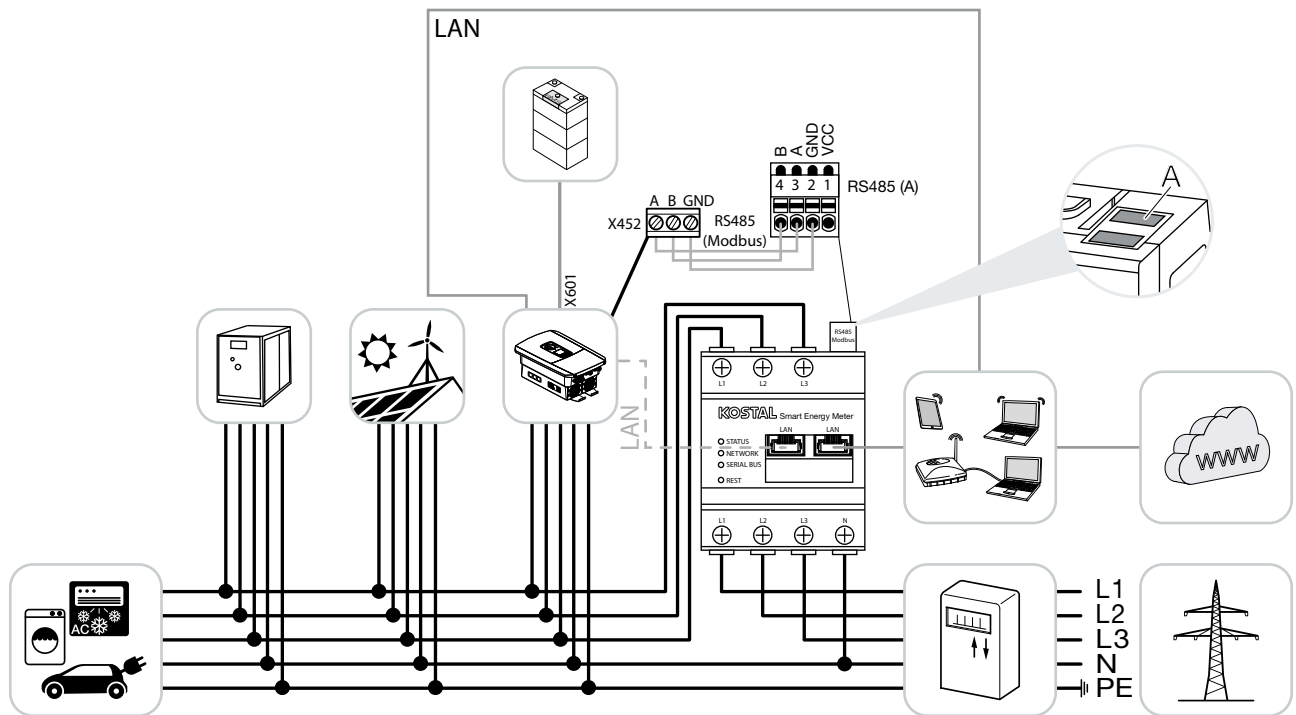 LAN
B A GND VCC
4 3 2 1
RS485 (A)
A
A B GND
X452
RS485
(Modbus)
X601
RS485
Modbus
L1 L2 L3
KOSTAL Smart Energy Meter
LAN LAN
STATUS
NETWORK
SERIAL BUS
REST
LAN
WWW
L1 L2 L3 N
AC
L1
L2
L3
N
PE